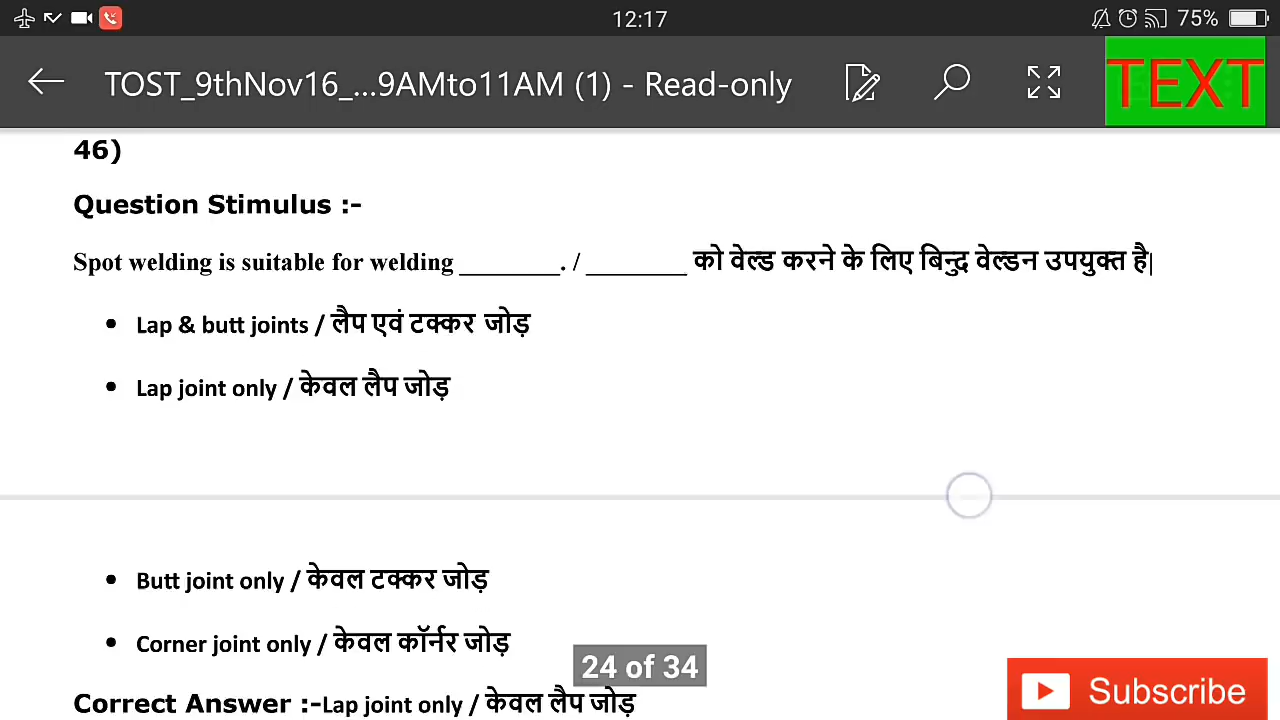 12:17
75%
TOST_9thNov16_...9AMto11AM (1) - Read-only
TEXT
46)
Question Stimulus :-
Spot welding is suitable for welding ________. / ________ को वेल्ड करने के लिए बिन्दु वेल्डन उपयुक्त है|
• Lap & butt joints / लैप एवं टक्कर जोड़
• Lap joint only / केवल लैप जोड़
• Butt joint only / केवल टक्कर जोड़
• Corner joint only / केवल कॉर्नर जोड़
24 of 34
Correct Answer :-Lap joint only / केवल लैप जोड़
Subscribe